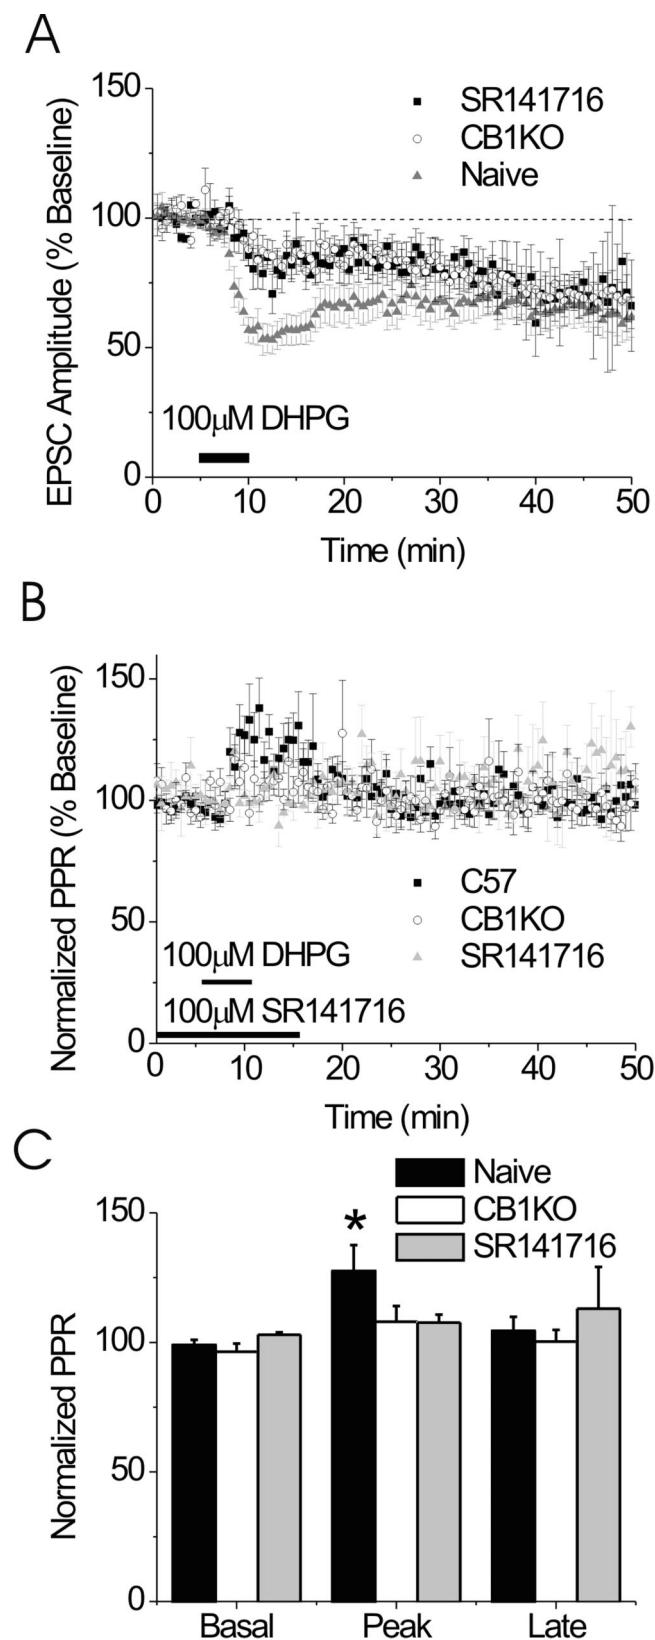 A
150
100
50
0
EPSC Amplitude (% Baseline)
SR141716
CB1KO
Naive
100μM DHPG
0 10 20 30 40 50
Time (min)
B
150
100
50
0
Normalized PPR (% Baseline)
C57
CB1KO
SR141716
100μM DHPG
100μM SR141716
0 10 20 30 40 50
Time (min)
C
Naive
CB1KO
SR141716
*
150
100
50
0
Normalized PPR
Basal Peak Late